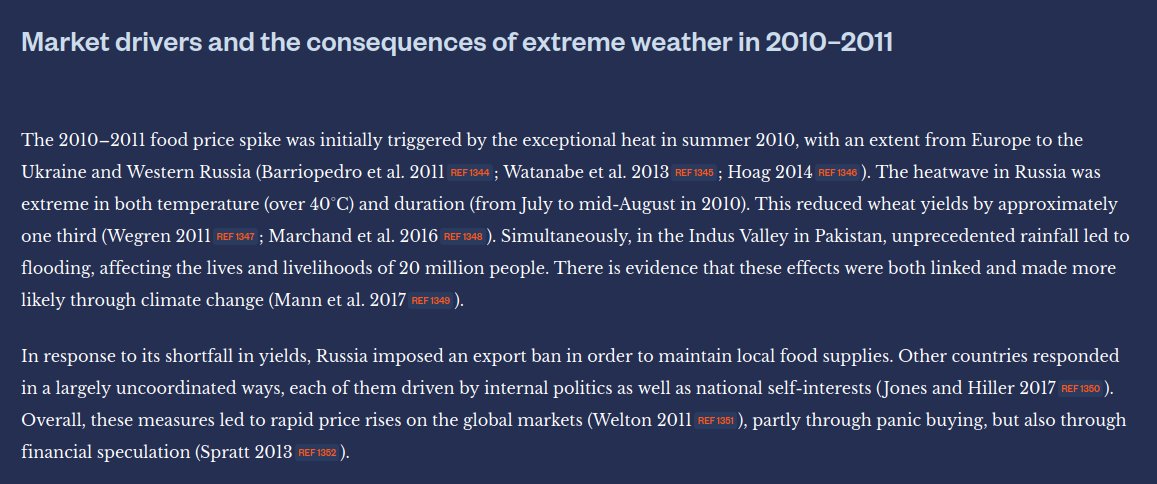 Market drivers and the consequences of extreme weather in 2010–2011
The 2010–2011 food price spike was initially triggered by the exceptional heat in summer 2010, with an extent from Europe to the
Ukraine and Western Russia (Barriopedro et al. 2011 REF 1344 ; Watanabe et al. 2013 REF 1345 ; Hoag 2014 REF 1346 ). The heatwave in Russia was
extreme in both temperature (over 40°C) and duration (from July to mid-August in 2010). This reduced wheat yields by approximately
one third (Wegren 2011 REF 1347 ; Marchand et al. 2016 REF 1348 ). Simultaneously, in the Indus Valley in Pakistan, unprecedented rainfall led to
flooding, affecting the lives and livelihoods of 20 million people. There is evidence that these effects were both linked and made more
likely through climate change (Mann et al. 2017 REF 1349 ).
In response to its shortfall in yields, Russia imposed an export ban in order to maintain local food supplies. Other countries responded
in a largely uncoordinated ways, each of them driven by internal politics as well as national self-interests (Jones and Hiller 2017 REF 1350 ).
Overall, these measures led to rapid price rises on the global markets (Welton 2011 REF 1351 ), partly through panic buying, but also through
financial speculation (Spratt 2013 REF 1352 ).